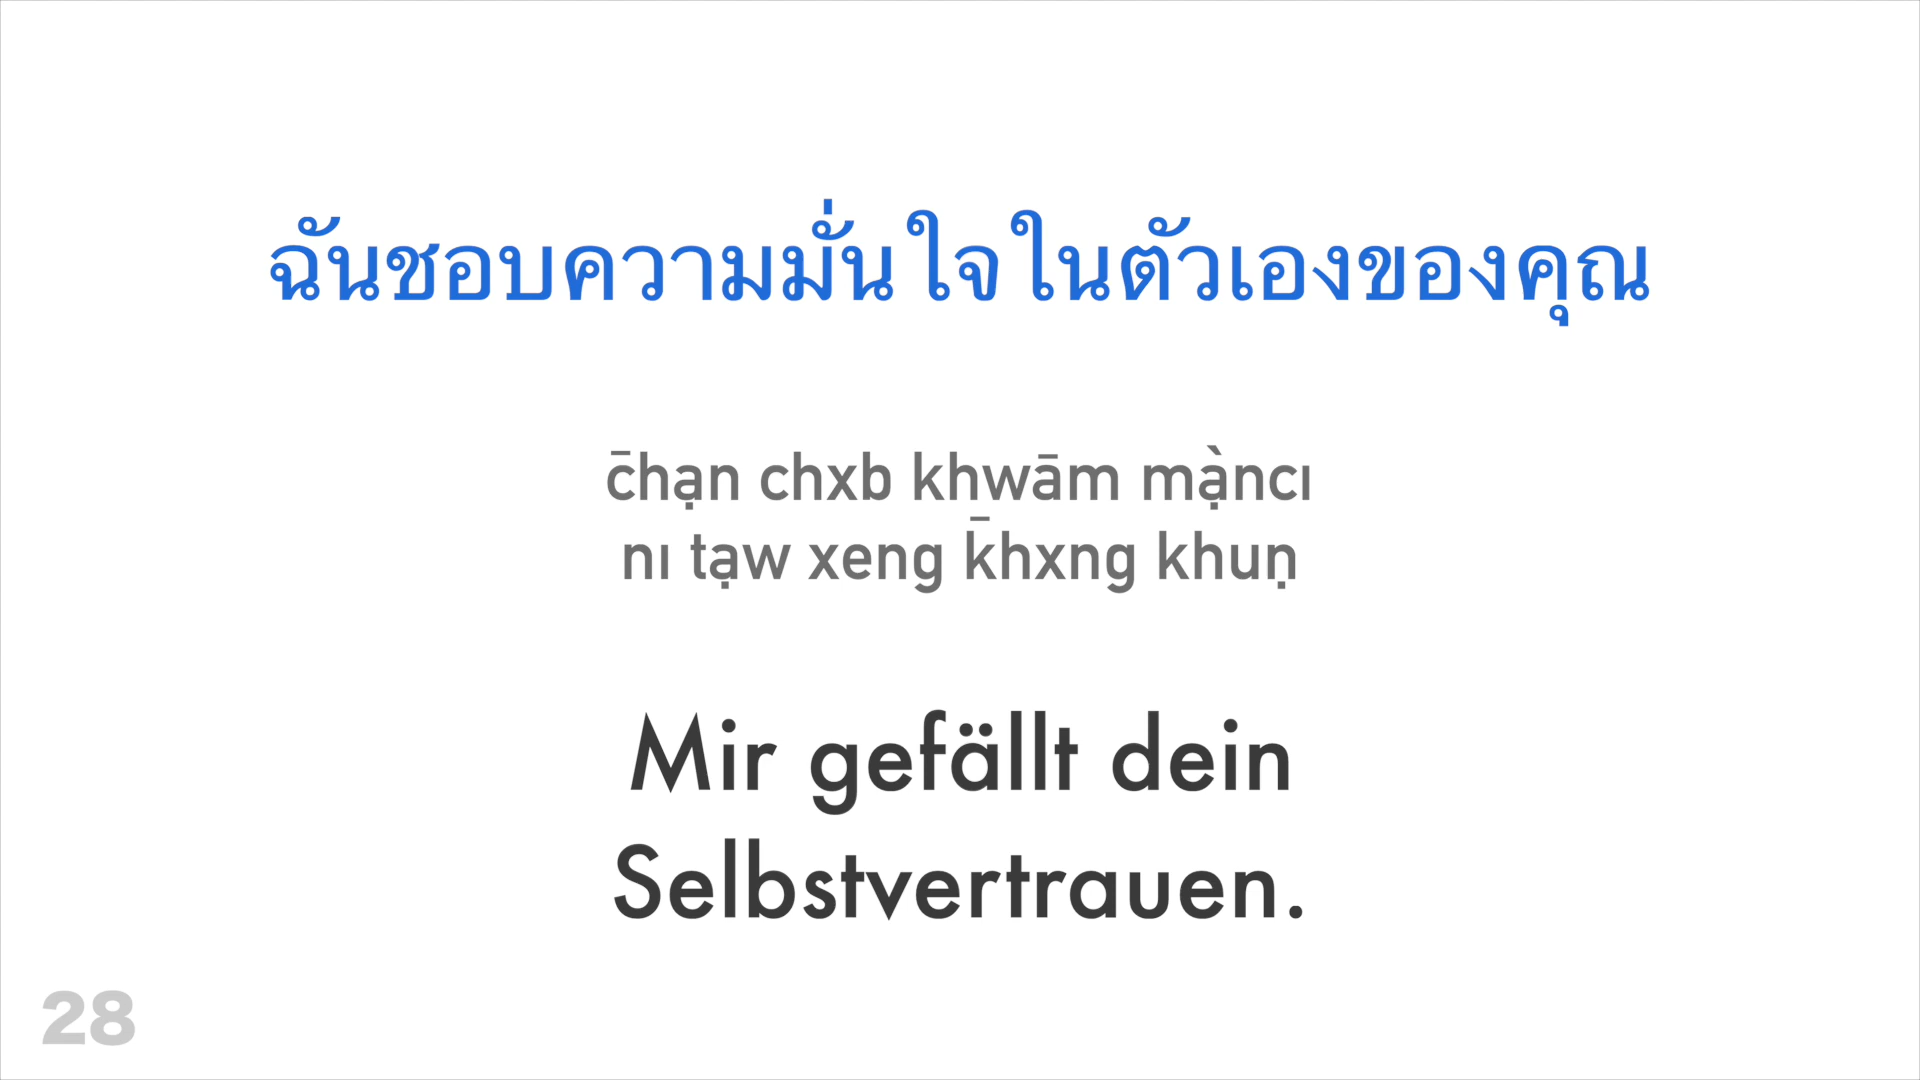 ฉันชอบความมั่นใจในตัวเองของคุณ
c̄hạn chxb khwām mạ̀ncı
nı tạw xeng k̄hxng khuṇ
Mir gefällt dein
Selbstvertrauen.
28